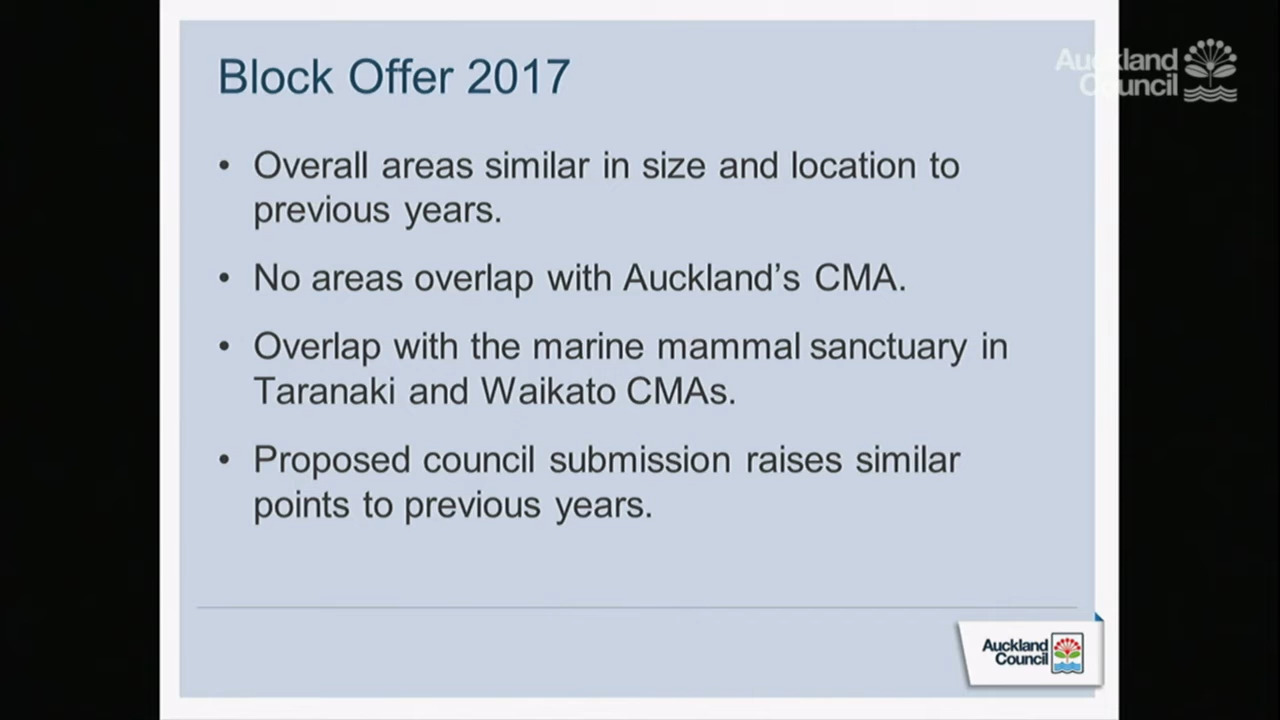 Block Offer 2017
Auckland
Council
• Overall areas similar in size and location to
previous years.
• No areas overlap with Auckland’s CMA.
• Overlap with the marine mammal sanctuary in
Taranaki and Waikato CMAs.
• Proposed council submission raises similar
points to previous years.
Auckland
Council